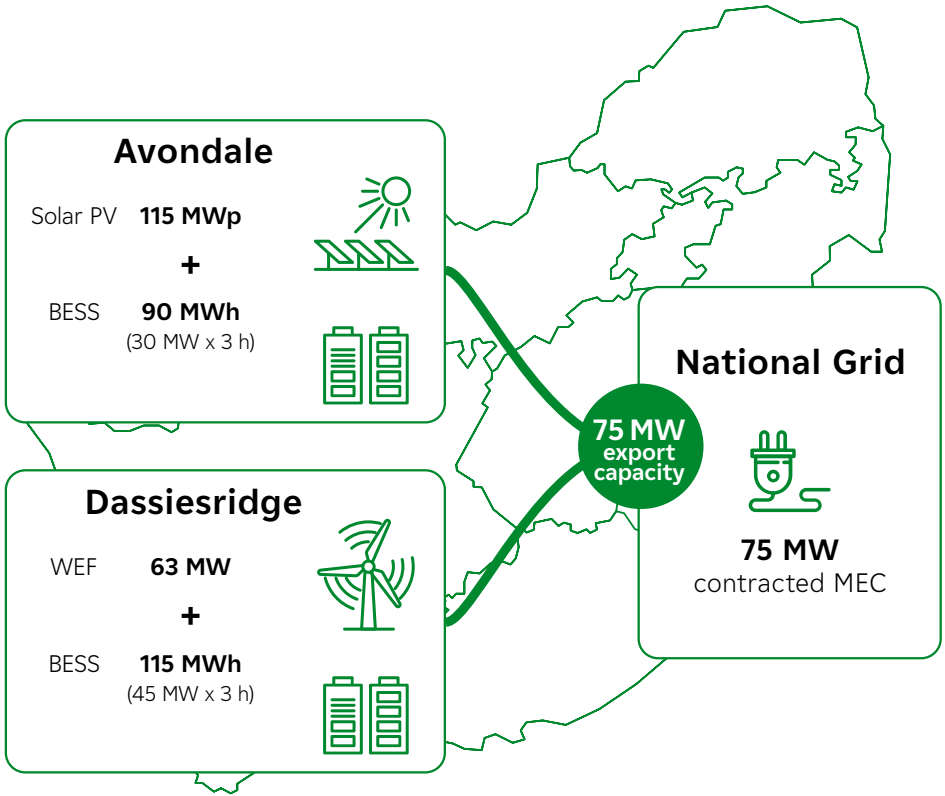 Avondale
Solar PV 115 MWp
+
BESS 90 MWh
(30 MW x 3 h)
Dassiesridge
WEF 63 MW
+
BESS 115 MWh
(45 MW x 3 h)
75 MW
export
capacity
National Grid
75 MW
contracted MEC